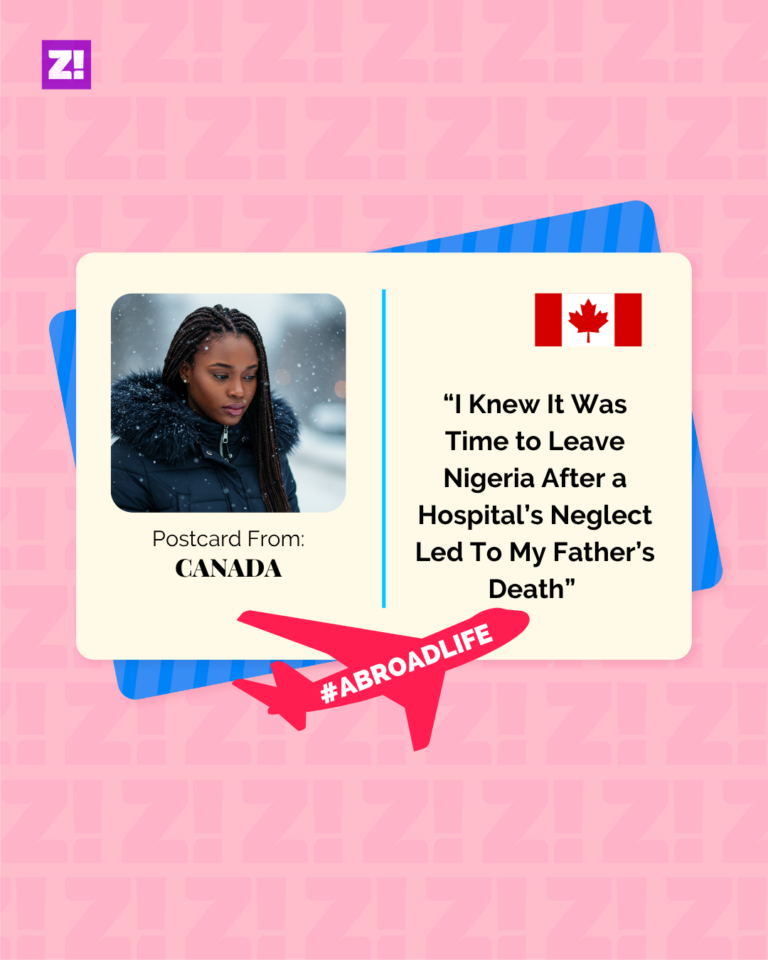 Z!
Postcard From:
CANADA
“I Knew It Was
Time to Leave
Nigeria After a
Hospital’s Neglect
Led To My Father’s
Death”
#ABROADLIFE